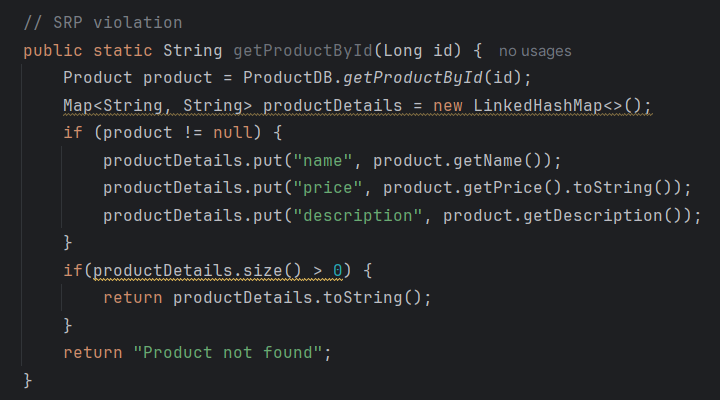 // SRP violation
public static String getProductById(Long id) {  no usages
    Product product = ProductDB.getProductById(id);
    Map<String, String> productDetails = new LinkedHashMap<>();
    if (product != null) {
        productDetails.put("name", product.getName());
        productDetails.put("price", product.getPrice().toString());
        productDetails.put("description", product.getDescription());
    }
    if(productDetails.size() > 0) {
        return productDetails.toString();
    }
    return "Product not found";
}